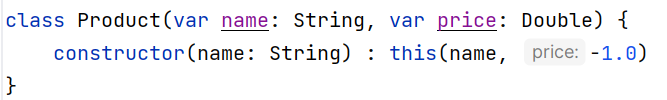 class Product(var name: String, var price: Double) {
constructor(name: String) : this(name, price: -1.0)
}